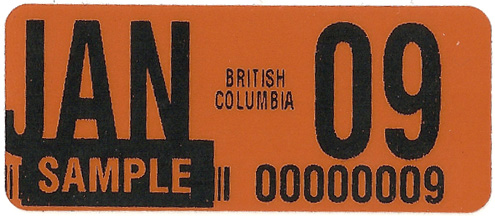 JAN 09
BRITISH
COLUMBIA
SAMPLE 00000009